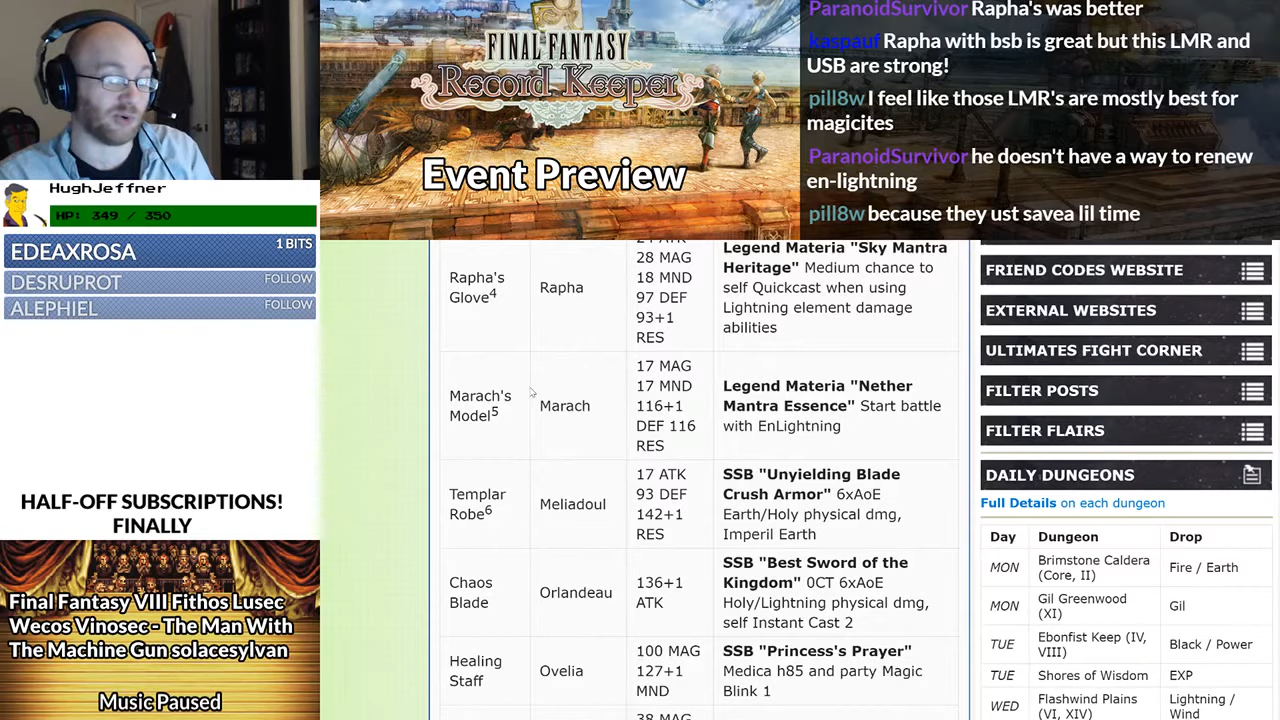 HughJeffner
HP: 349 / 350
EDEAXROSA 1 BITS
DESRUPROT FOLLOW
ALEPHIEL FOLLOW
HALF-OFF SUBSCRIPTIONS!
FINALLY
Final Fantasy VIII Fithos Lusec
Wecos Vinosec - The Man With
The Machine Gun solacesylvan
Music Paused
FINAL FANTASY
Record Keeper
Event Preview
ParanoidSurvivor Rapha's was better
kaspauf Rapha with bsb is great but this LMR and
USB are strong!
pill8w I feel like those LMR's are mostly best for
magicites
ParanoidSurvivor he doesn't have a way to renew
en-lightning
pill8w because they ust savea lil time
Rapha's
Glove4
Rapha
24 ATK
28 MAG
18 MND
97 DEF
93+1
RES
Legend Materia "Sky Mantra
Heritage" Medium chance to
self Quickcast when using
Lightning element damage
abilities
Marach's
Model5
Marach
17 MAG
17 MND
116+1
DEF 116
RES
Legend Materia "Nether
Mantra Essence" Start battle
with EnLightning
Templar
Robe6
Meliadoul
17 ATK
93 DEF
142+1
RES
SSB "Unyielding Blade
Crush Armor" 6xAoE
Earth/Holy physical dmg,
Imperil Earth
Chaos
Blade
Orlandeau
136+1
ATK
SSB "Best Sword of the
Kingdom" 0CT 6xAoE
Holy/Lightning physical dmg,
self Instant Cast 2
Healing
Staff
Ovelia
100 MAG
127+1
MND
SSB "Princess's Prayer"
Medica h85 and party Magic
Blink 1
38 MAG
FRIEND CODES WEBSITE
EXTERNAL WEBSITES
ULTIMATES FIGHT CORNER
FILTER POSTS
FILTER FLAIRS
DAILY DUNGEONS
Full Details on each dungeon
Day Dungeon Drop
MON Brimstone Caldera
(Core, II) Fire / Earth
MON Gil Greenwood
(XI) Gil
TUE Ebonfist Keep (IV,
VIII) Black / Power
TUE Shores of Wisdom EXP
WED Flashwind Plains
(VI, XIV) Lightning /
Wind